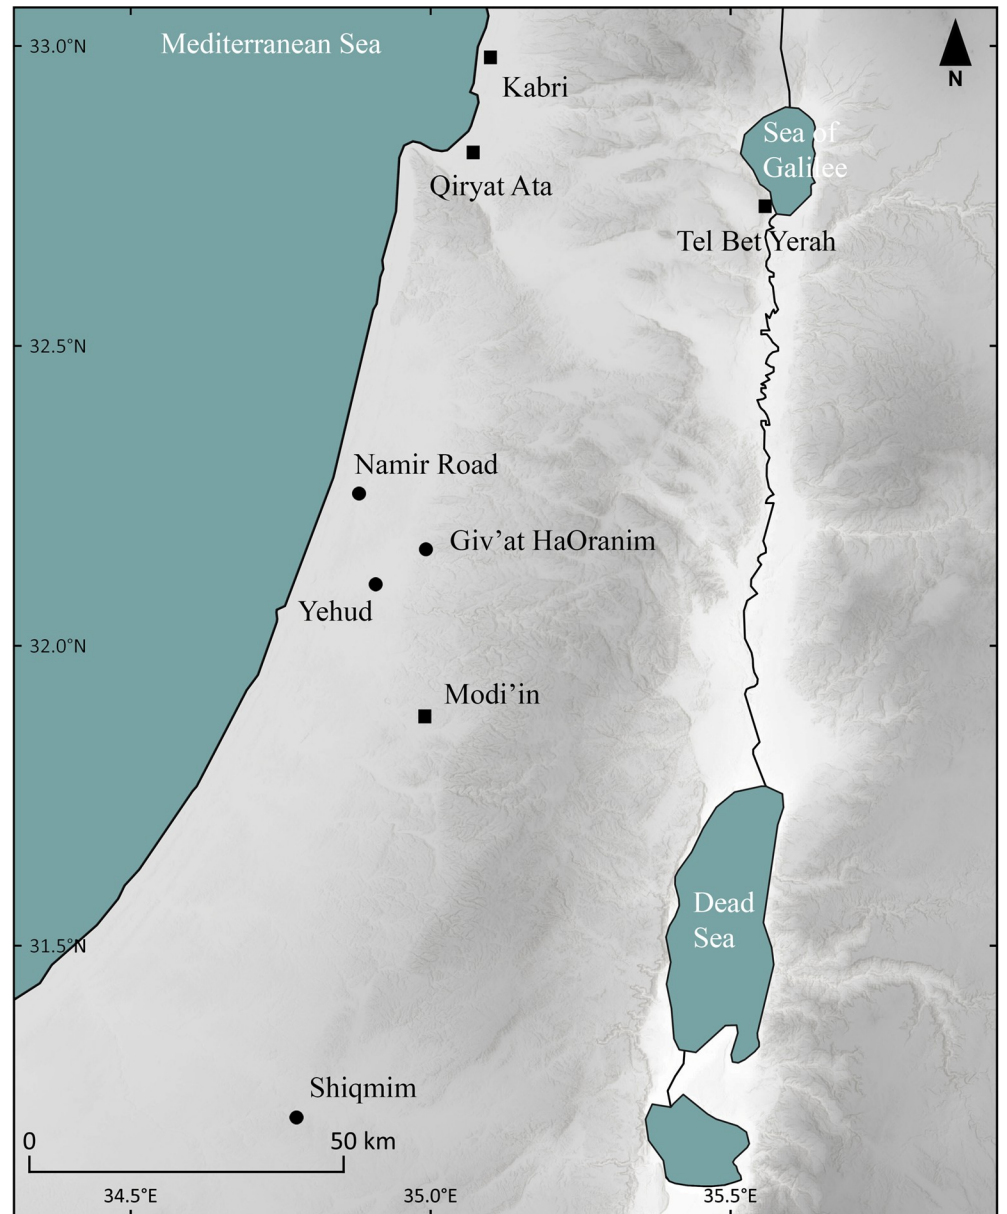 33.0°N
Mediterranean Sea
N
Kabri
Sea of
Galilee
Qiryat Ata
Tel Bet Yerah
32.5°N
Namir Road
Giv’at HaOranim
Yehud
32.0°N
Modi’in
Dead
Sea
31.5°N
Shiqmim
0
50 km
34.5°E
35.0°E
35.5°E